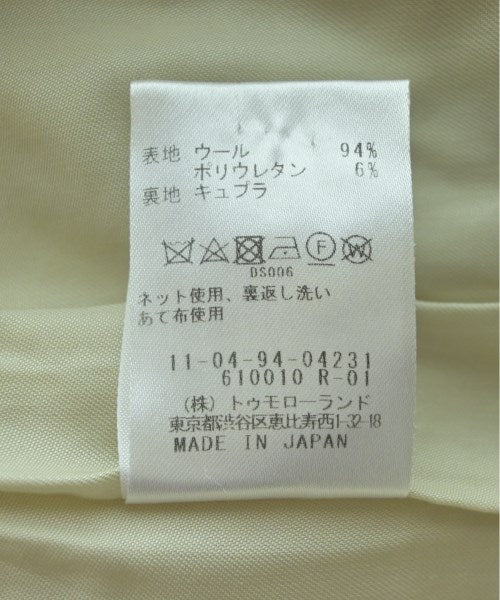 表地 ウール 94%
ポリウレタン 6%
裏地 キュプラ
F W
DS006
ネット使用、裏返し洗い
あて布使用
11-04-94-04231
610010 R-01
(株) トゥモローランド
東京都渋谷区恵比寿西1-32-18
MADE IN JAPAN